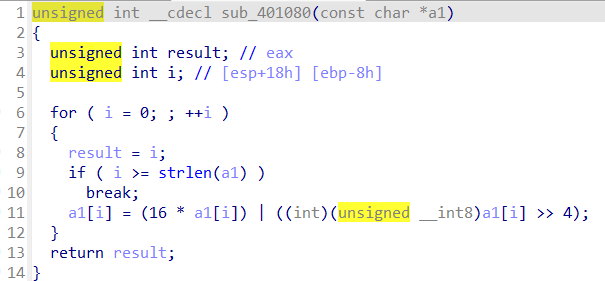 1 unsigned int __cdecl sub_401080(const char *a1)
2 {
3 unsigned int result; // eax
4 unsigned int i; // [esp+18h] [ebp-8h]
5
6 for ( i = 0; ; ++i )
7 {
8 result = i;
9 if ( i >= strlen(a1) )
10 break;
11 a1[i] = (16 * a1[i]) | ((int)(unsigned __int8)a1[i] >> 4);
12 }
13 return result;
14 }